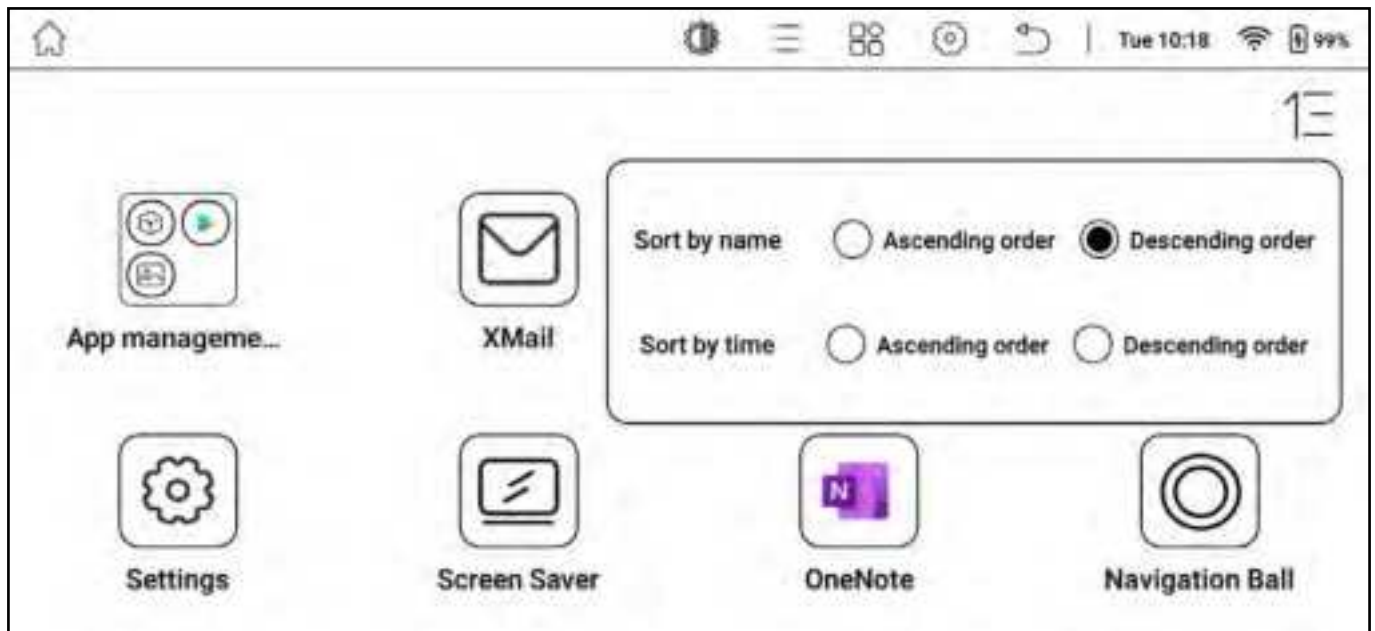 Tue 10:18 99%
Sort by name Ascending order Descending order
App manageme... XMail Sort by time Ascending order Descending order
N
Settings Screen Saver OneNote Navigation Ball